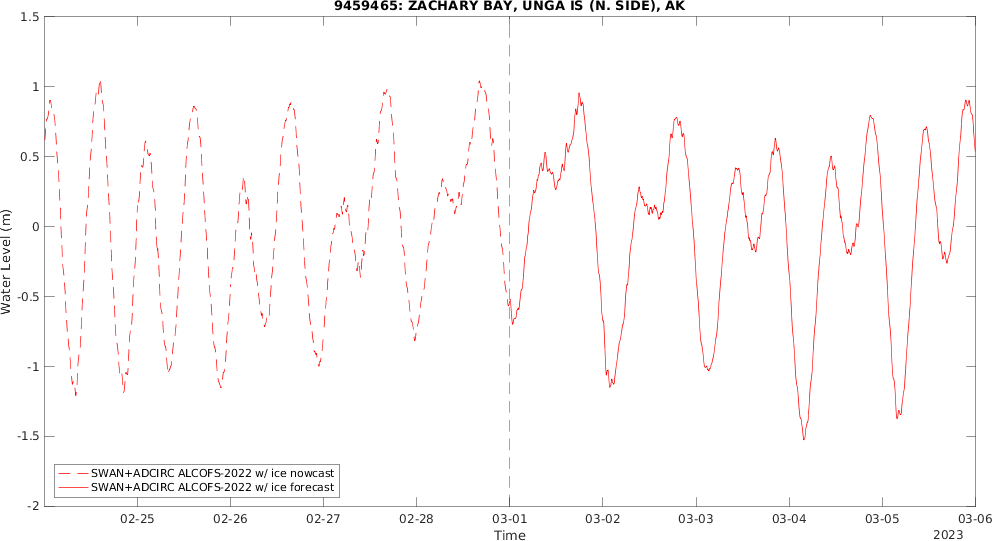 9459465: ZACHARY BAY, UNGA IS (N. SIDE), AK
1.5
1
0.5
0
-0.5
-1
-1.5
-2
Water Level (m)
SWAN+ADCIRC ALCOFS-2022 w/ ice nowcast
SWAN+ADCIRC ALCOFS-2022 w/ ice forecast
02-25 02-26 02-27 02-28 03-01 03-02 03-03 03-04 03-05 03-06
Time
2023